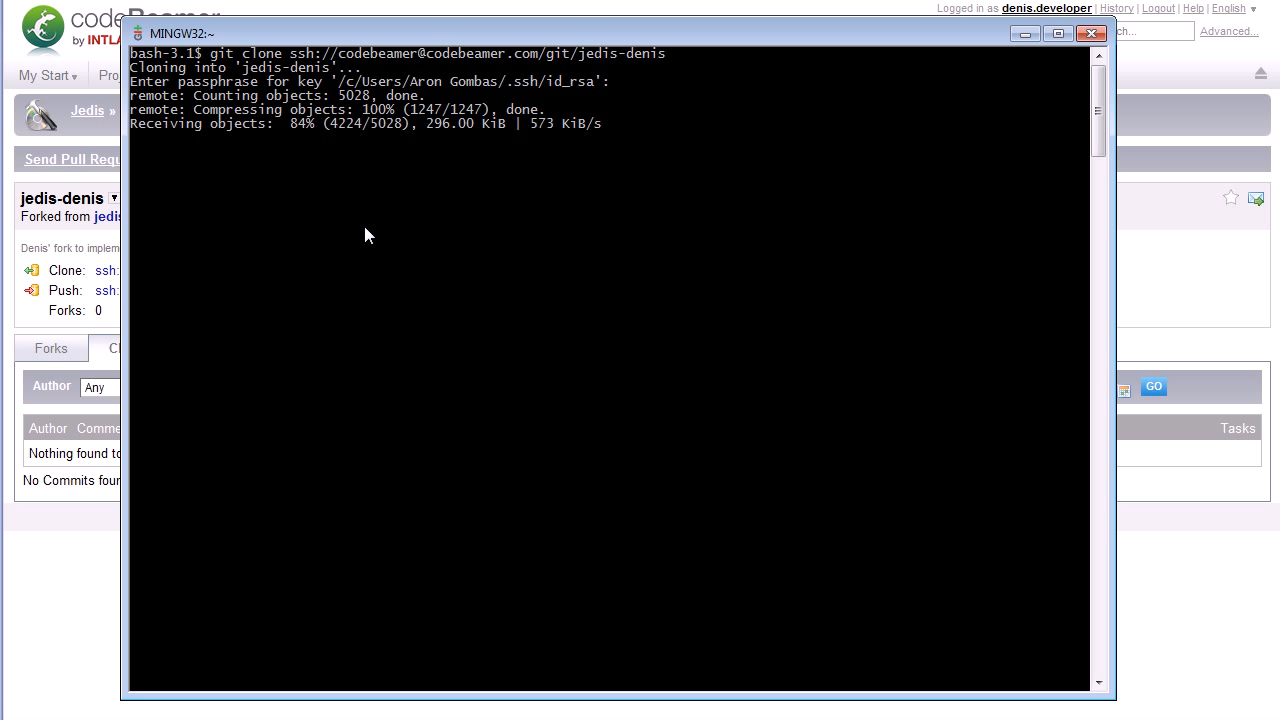 codeBeamer
by INTLA
Logged in as denis.developer | History | Logout | Help | English
ch...
Advanced...
My Start
Proj
Jedis »
Send Pull Requ
jedis-denis
Forked from jedis
Denis' fork to implem
Clone: ssh:
Push: ssh:
Forks: 0
Forks
Author Any
GO
Author Comme
Tasks
Nothing found to
No Commits foun
MINGW32:~
bash-3.1$ git clone ssh://codebeamer@codebeamer.com/git/jedis-denis
Cloning into 'jedis-denis'...
Enter passphrase for key '/c/Users/Aron Gombas/.ssh/id_rsa':
remote: Counting objects: 5028, done.
remote: Compressing objects: 100% (1247/1247), done.
Receiving objects:  84% (4224/5028), 296.00 KiB | 573 KiB/s